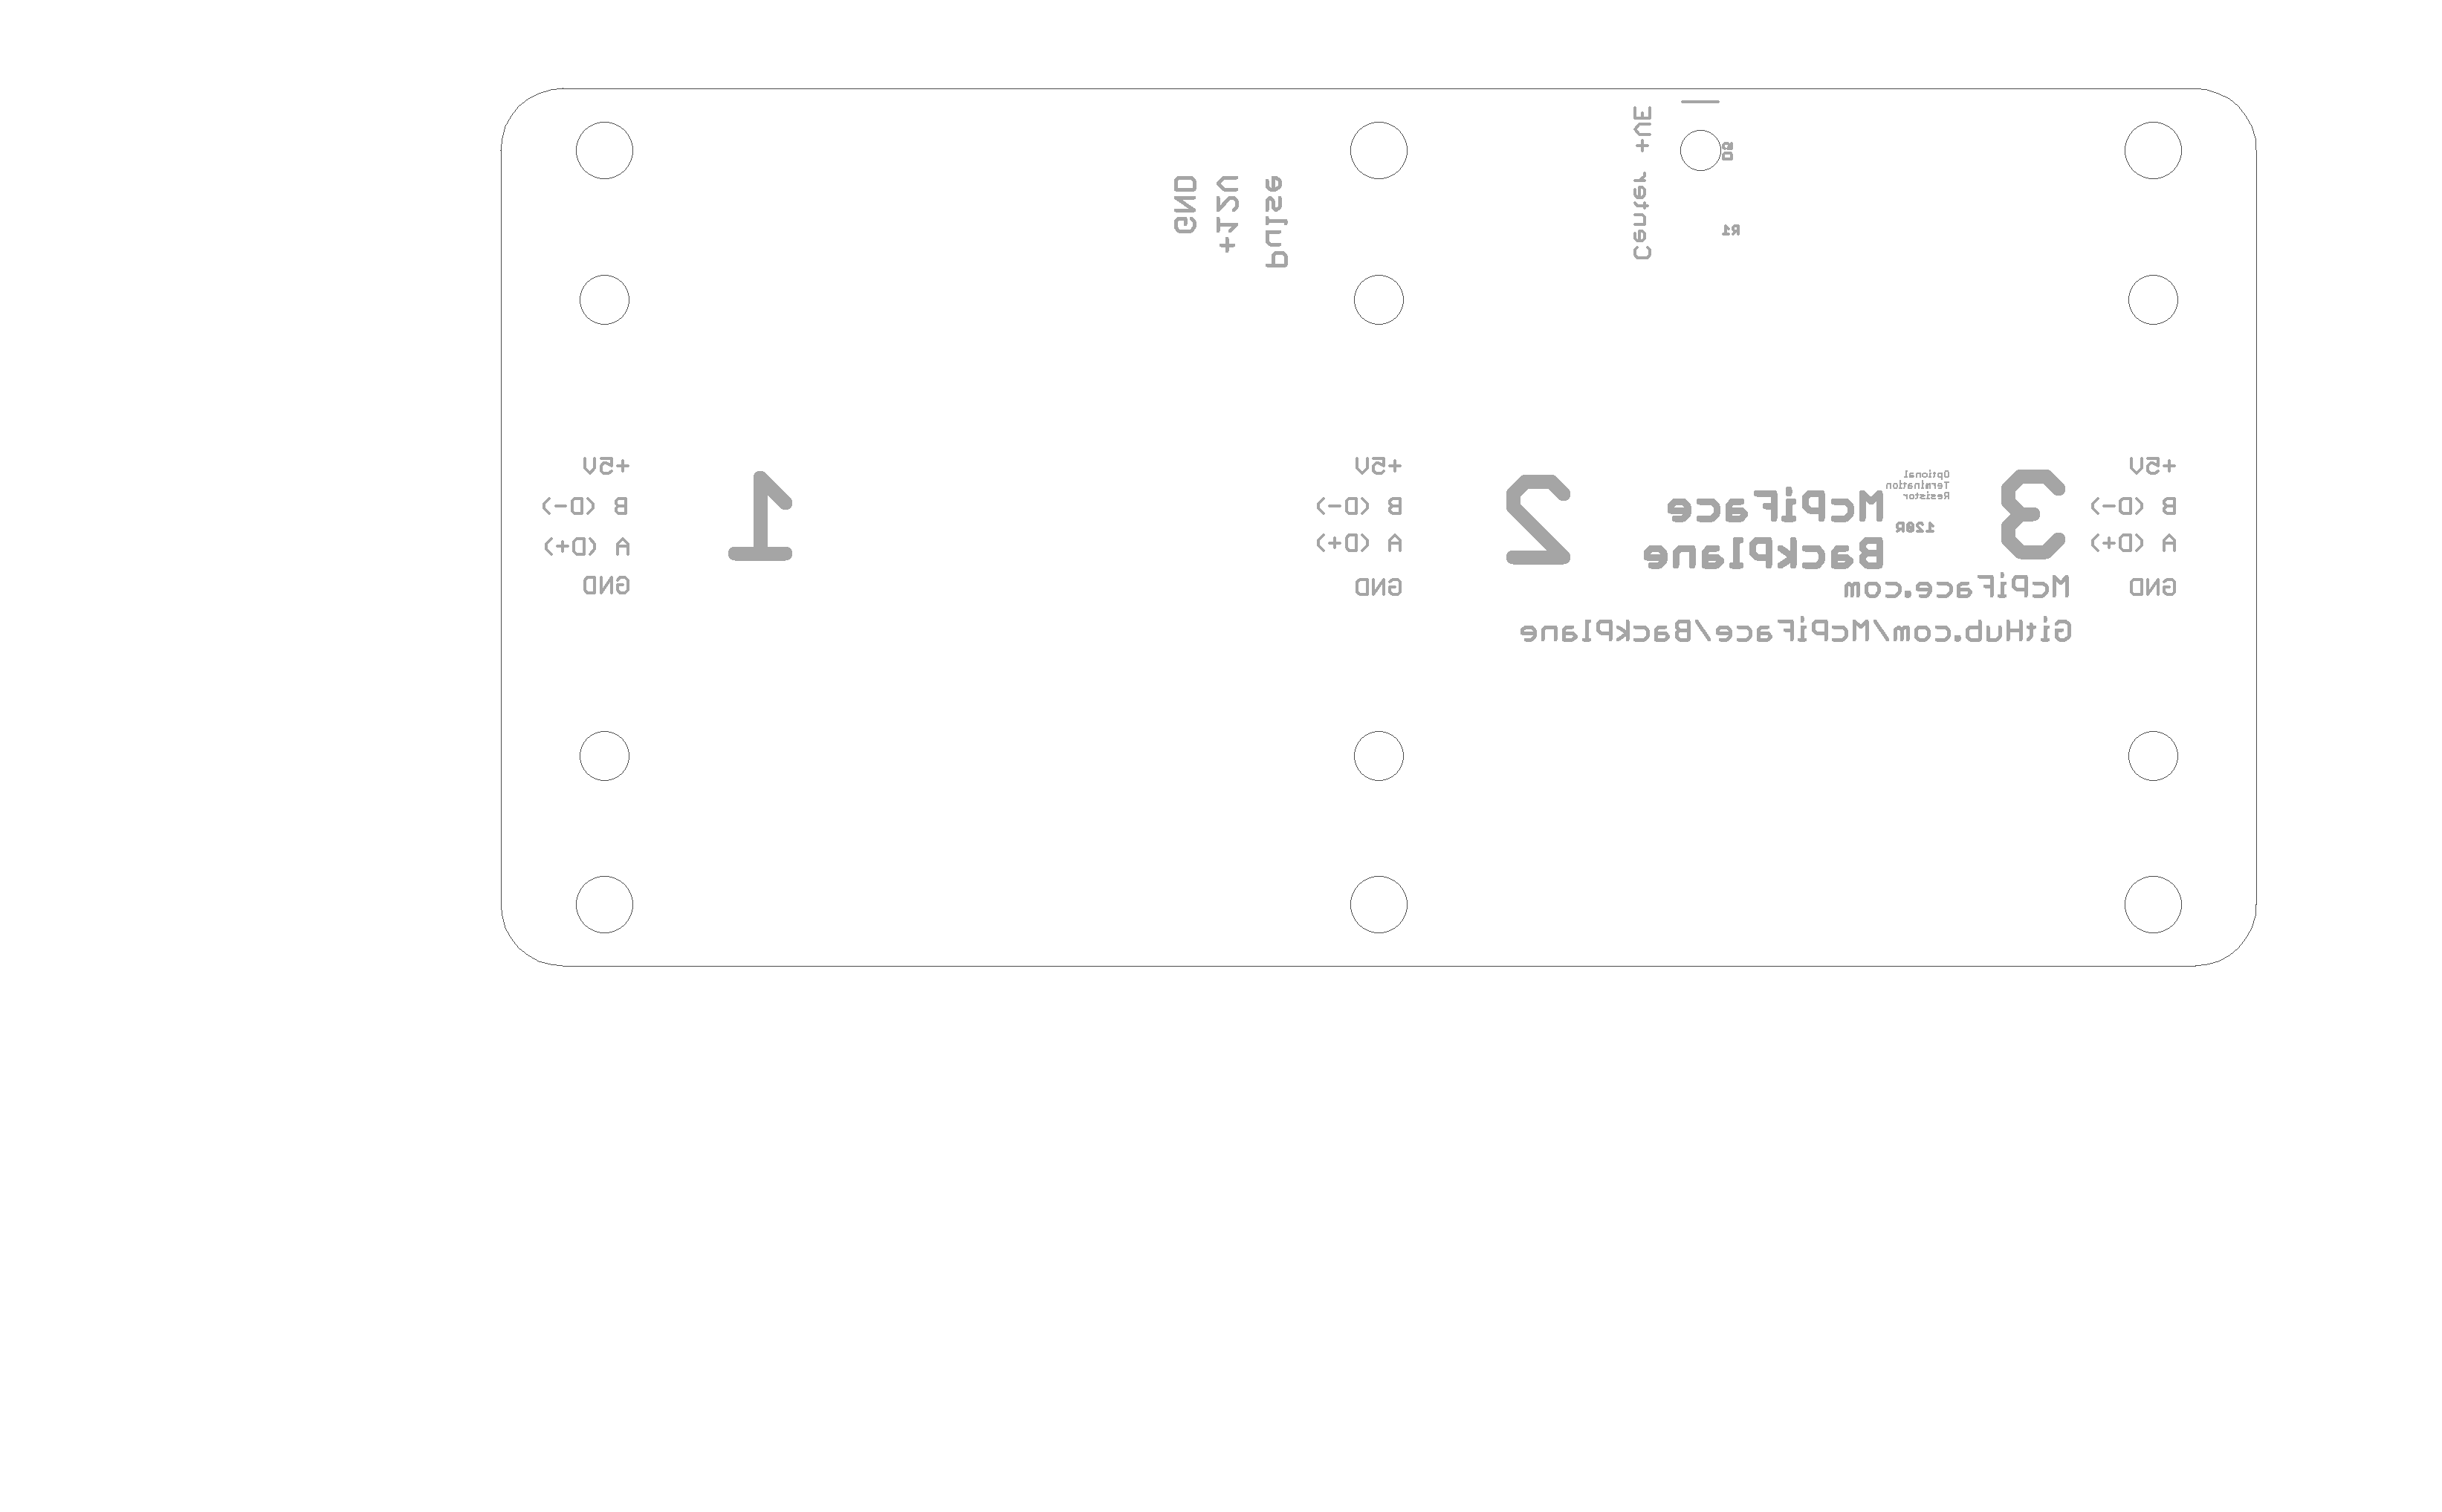 GND
+12V
Pulse
Center +VE
R1
+5V
B (D-)
A (D+)
GND
1
+5V
B (D-)
A (D+)
GND
2
McPiFace
BackPlane
Optional
Termination
Resistor
120R
3
+5V
B (D-)
A (D+)
GND
McPiFace.com
GitHub.com/McPiFace/BackPlane